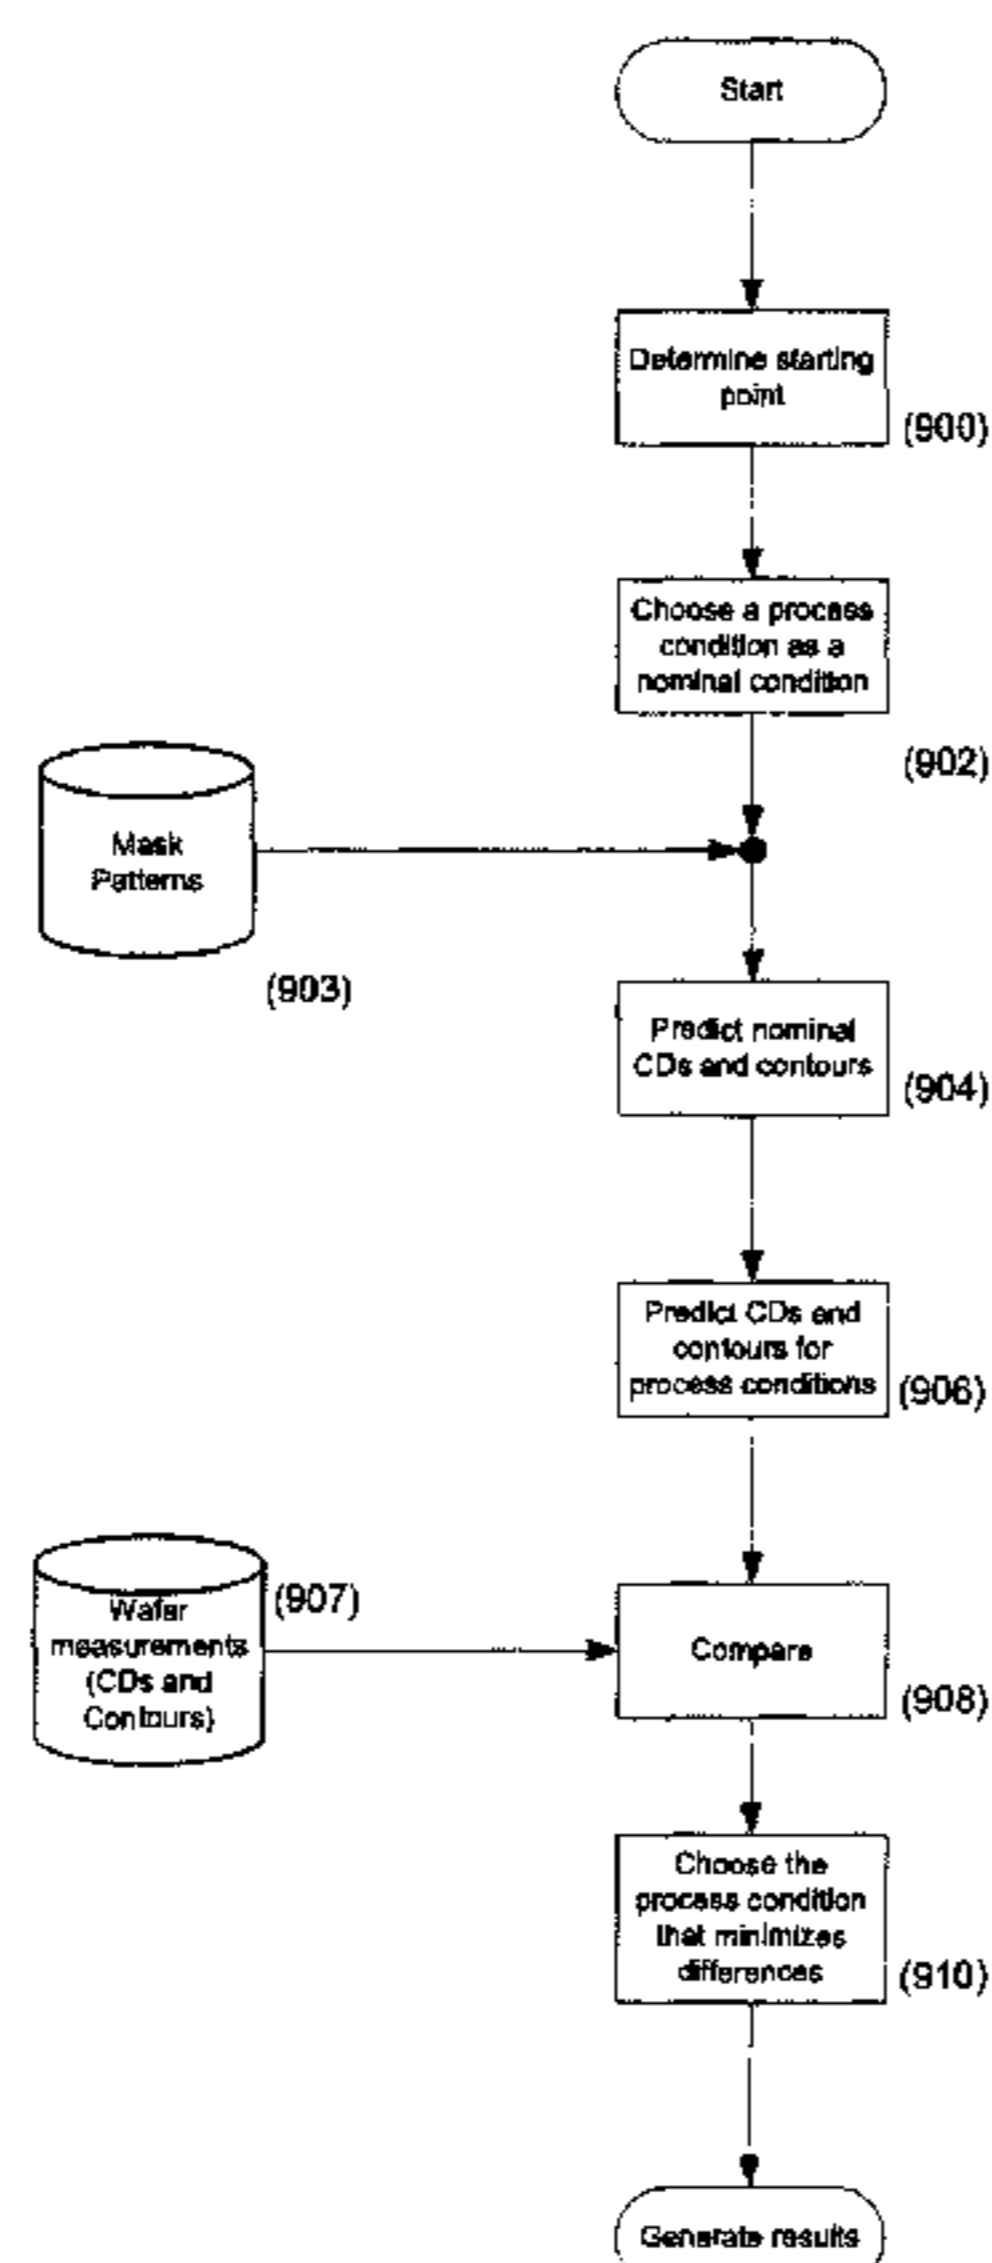 Start
Determine starting
point
(900)
Choose a process
condition as a
nominal condition
(902)
Mask
Patterns
(903)
Predict nominal
CDs and contours
(904)
Predict CDs and
contours for
process conditions
(906)
Wafer
measurements
(CDs and
Contours)
(907)
Compare
(908)
Choose the
process condition
that minimizes
differences
(910)
Generate results